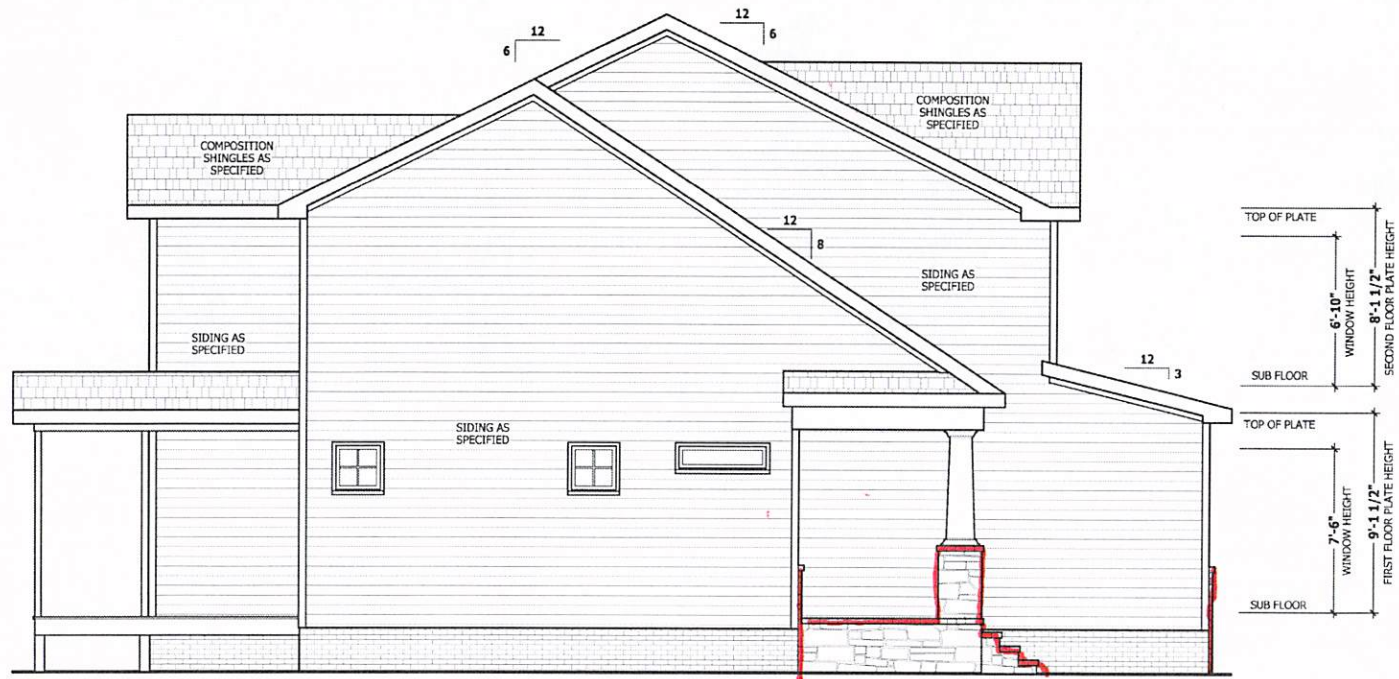 12
6
12
6
COMPOSITION
SHINGLES AS
SPECIFIED
COMPOSITION
SHINGLES AS
SPECIFIED
12
8
SIDING AS
SPECIFIED
SIDING AS
SPECIFIED
SIDING AS
SPECIFIED
12
3
TOP OF PLATE
6'-10"
WINDOW HEIGHT
8'-1 1/2"
SECOND FLOOR PLATE HEIGHT
SUB FLOOR
TOP OF PLATE
7'-6"
WINDOW HEIGHT
9'-1 1/2"
FIRST FLOOR PLATE HEIGHT
SUB FLOOR